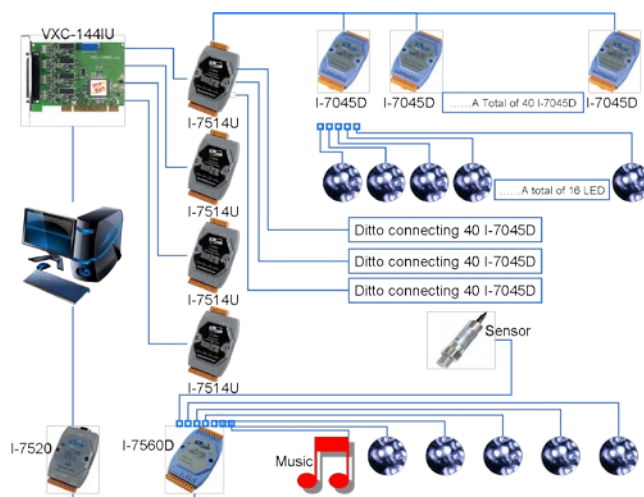 VXC-144IU
I-7045D
I-7045D
......A Total of 40 I-7045D
I-7045D
I-7514U
......A total of 16 LED
I-7514U
Ditto connecting 40 I-7045D
Ditto connecting 40 I-7045D
Ditto connecting 40 I-7045D
I-7514U
Sensor
I-7514U
I-7520
I-7560D
Music